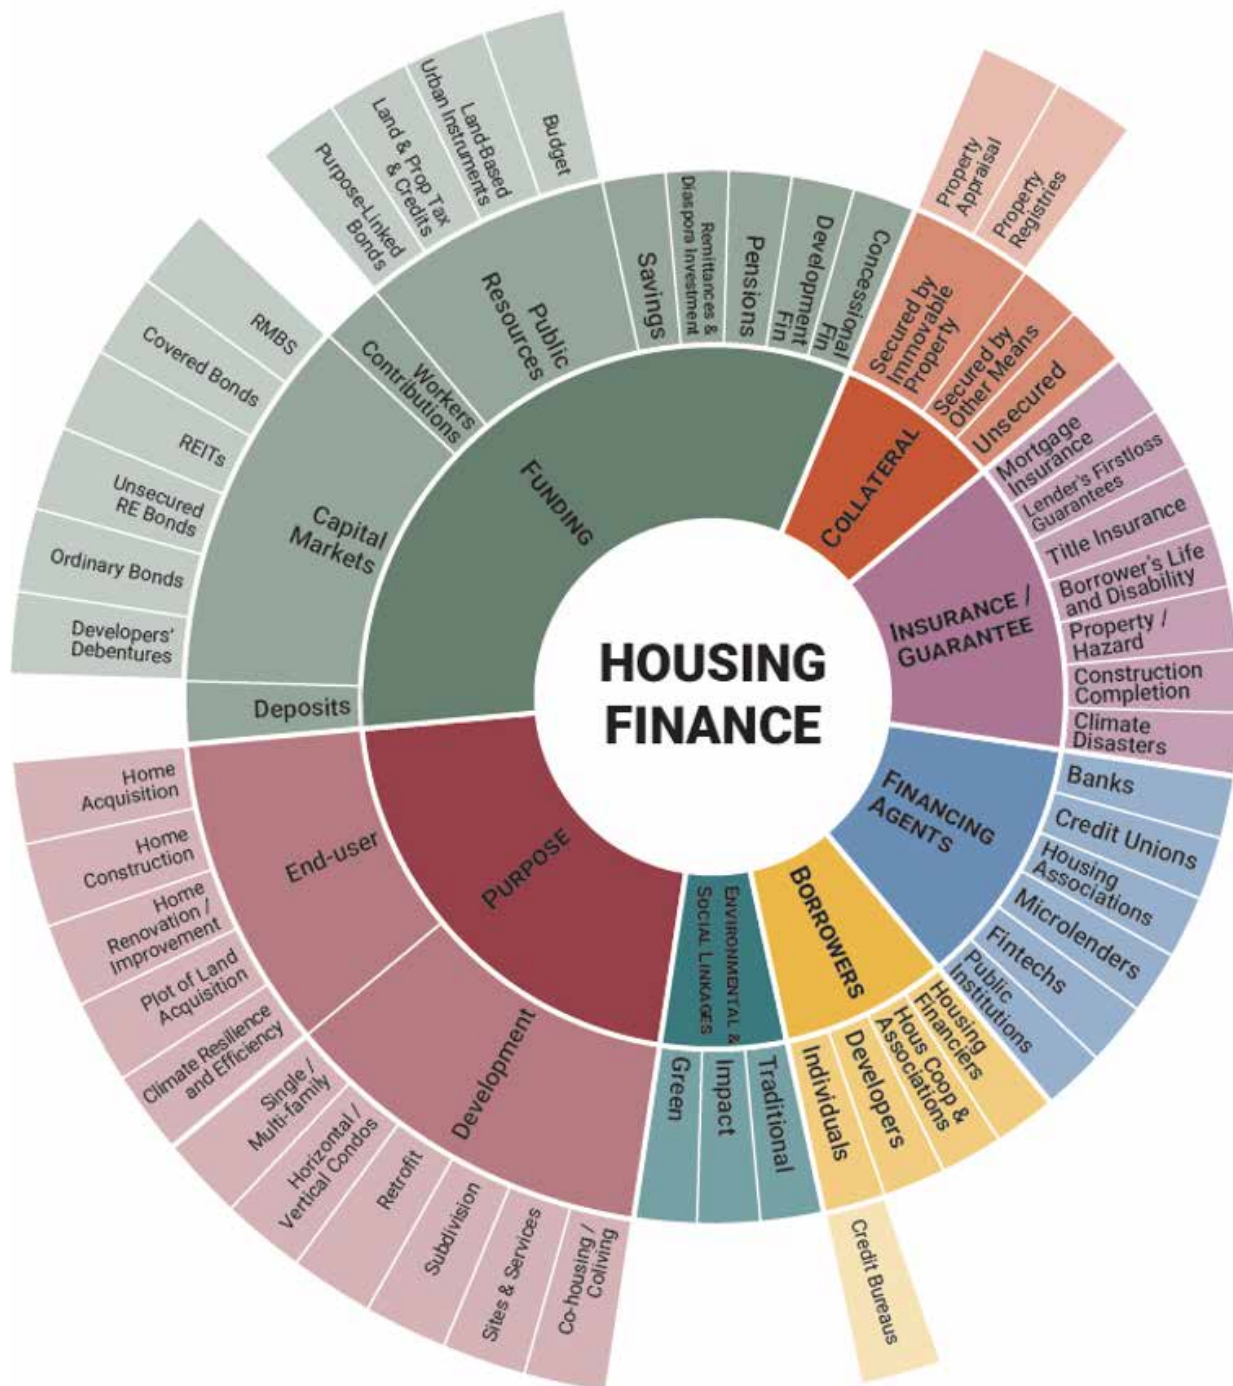 HOUSING
FINANCE
FUNDING
Deposits
Capital
Markets
Developers'
Debentures
Ordinary Bonds
Unsecured
RE Bonds
REITs
Covered Bonds
RMBS
Workers
Contributions
Public
Resources
Purpose-Linked
Bonds
Land & Prop Tax
& Credits
Land-Based
Urban Instruments
Budget
Savings
Remittances &
Diaspora Investment
Pensions
Development
Fin
Concessional
Fin
COLLATERAL
Secured by
Immovable
Property
Property
Appraisal
Property
Registries
Secured by
Other Means
Unsecured
INSURANCE /
GUARANTEE
Mortgage
Insurance
Lender's Firstloss
Guarantees
Title Insurance
Borrower's Life
and Disability
Property /
Hazard
Construction
Completion
Climate
Disasters
FINANCING
AGENTS
Banks
Credit Unions
Housing
Associations
Microlenders
Fintechs
Public
Institutions
BORROWERS
Housing
Financiers
Hous Coop &
Associations
Developers
Individuals
Credit Bureaus
ENVIRONMENTAL &
SOCIAL LINKAGES
Traditional
Impact
Green
PURPOSE
Development
Co-housing /
Coliving
Sites & Services
Subdivision
Retrofit
Horizontal /
Vertical Condos
Single /
Multi-family
End-user
Climate Resilience
and Efficiency
Plot of Land
Acquisition
Home
Renovation /
Improvement
Home
Construction
Home
Acquisition